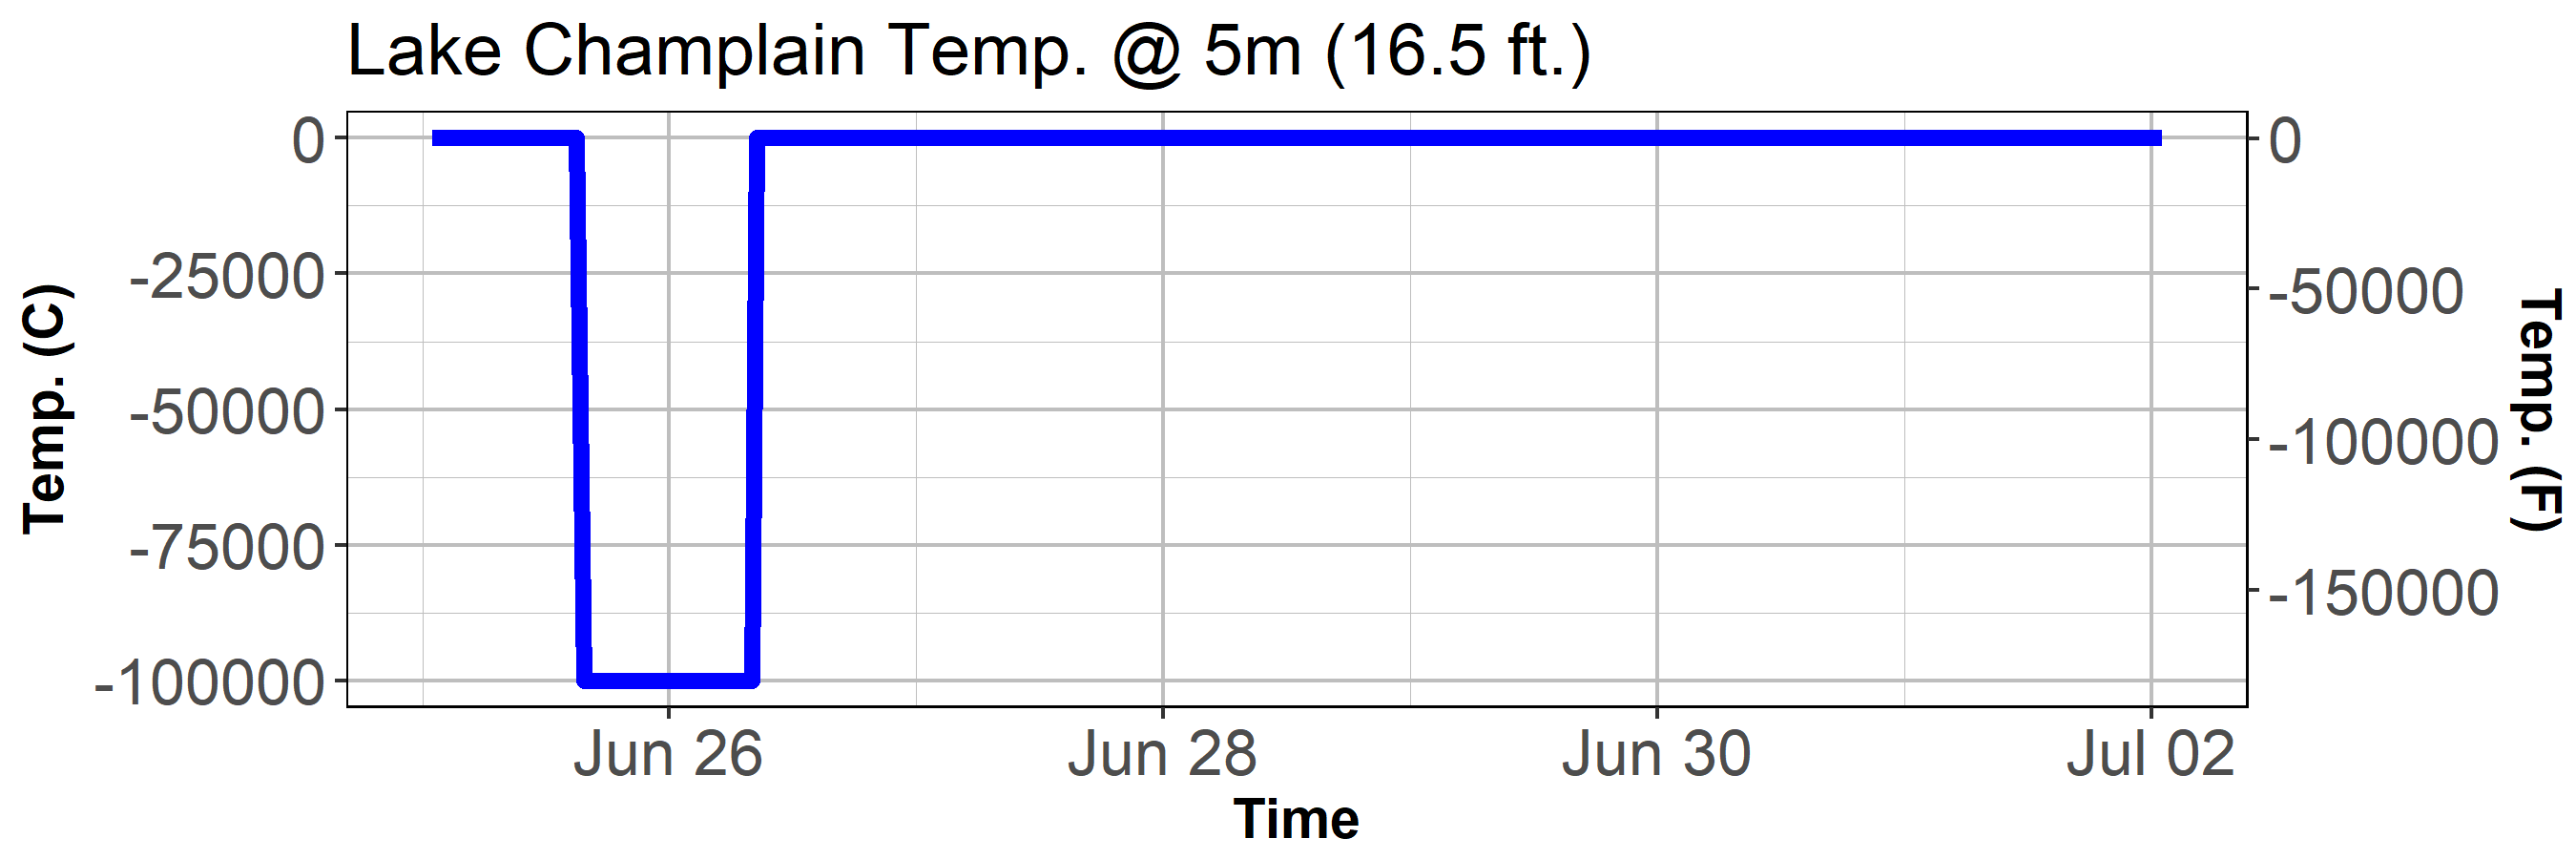 Lake Champlain Temp. @ 5m (16.5 ft.)
Temp. (C)
0
-25000
-50000
-75000
-100000
0
-50000
-100000
-150000
Temp. (F)
Jun 26
Jun 28
Jun 30
Jul 02
Time